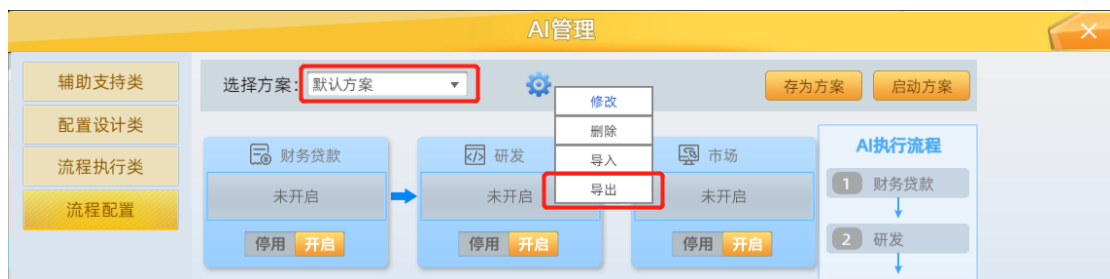 AI管理
辅助支持类
配置设计类
流程执行类
流程配置
选择方案：
默认方案
修改
删除
导入
导出
存为方案
启动方案
财务贷款
未开启
停用 开启
研发
未开启
停用 开启
市场
未开启
停用 开启
AI执行流程
1 财务贷款
2 研发